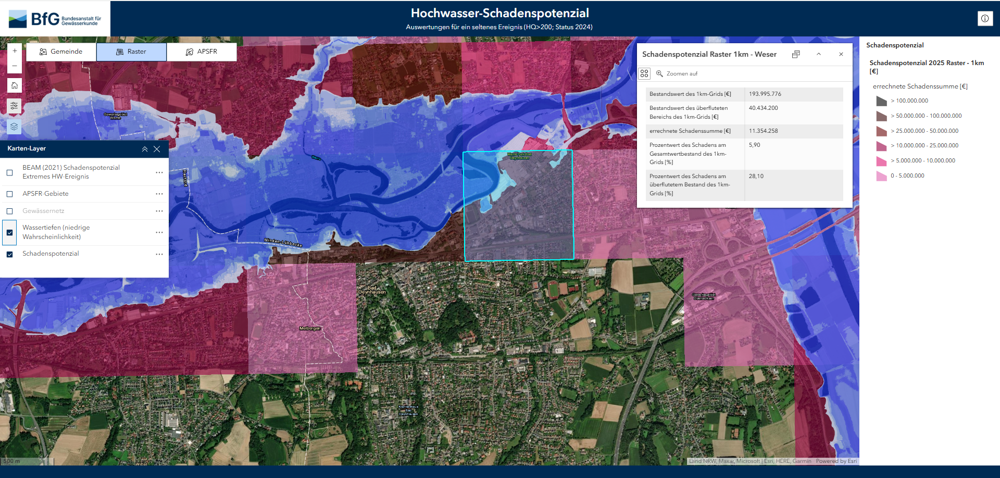 BfG Bundesanstalt für
Gewässerkunde
Hochwasser-Schadenspotenzial
Auswertungen für ein seltenes Ereignis (HQ>200; Status 2024)
Gemeinde
Raster
APSFR
Karten-Layer
BEAM (2021) Schadenspotenzial
Extremes HW-Ereignis
APSFR-Gebiete
Gewässernetz
Wassertiefen (niedrige
Wahrscheinlichkeit)
Schadenspotenzial
Gewerbegebiet
Werre
Herford
Werre
Minden-Lübbecke
Werre Park Bad
Oeynhausen
Bad
Oeynhausen
Melbergen
Gewerbegebiet
Oberbecksen
Krankenhaus
Bad
Oeynhausen
Wittel
500 m
Schadenspotenzial Raster 1km - Weser
Zoomen auf
Bestandswert des 1km-Grids [€] 193.995.776
Bestandswert des überfluteten 40.434.200
Bereichs des 1km-Grids [€]
errechnete Schadenssumme [€] 11.354.258
Prozentwert des Schadens am 5,90
Gesamtwertbestand des 1km-
Grids [%]
Prozentwert des Schadens am 28,10
überflutetem Bestand des 1km-
Grids [%]
Schadenspotenzial
Schadenspotenzial 2025 Raster - 1km
[€]
errechnete Schadenssumme [€]
> 100.000.000
> 50.000.000 - 100.000.000
> 25.000.000 - 50.000.000
> 10.000.000 - 25.000.000
> 5.000.000 - 10.000.000
0 - 5.000.000
Land NRW, Maxar, Microsoft | Esri, HERE, Garmin Powered by Esri